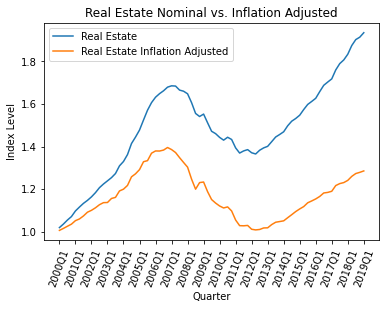 Real Estate Nominal vs. Inflation Adjusted
Real Estate
Real Estate Inflation Adjusted
Index Level
1.8
1.6
1.4
1.2
1.0
2000Q1
2001Q1
2002Q1
2003Q1
2004Q1
2005Q1
2006Q1
2007Q1
2008Q1
2009Q1
2010Q1
2011Q1
2012Q1
2013Q1
2014Q1
2015Q1
2016Q1
2017Q1
2018Q1
2019Q1
Quarter